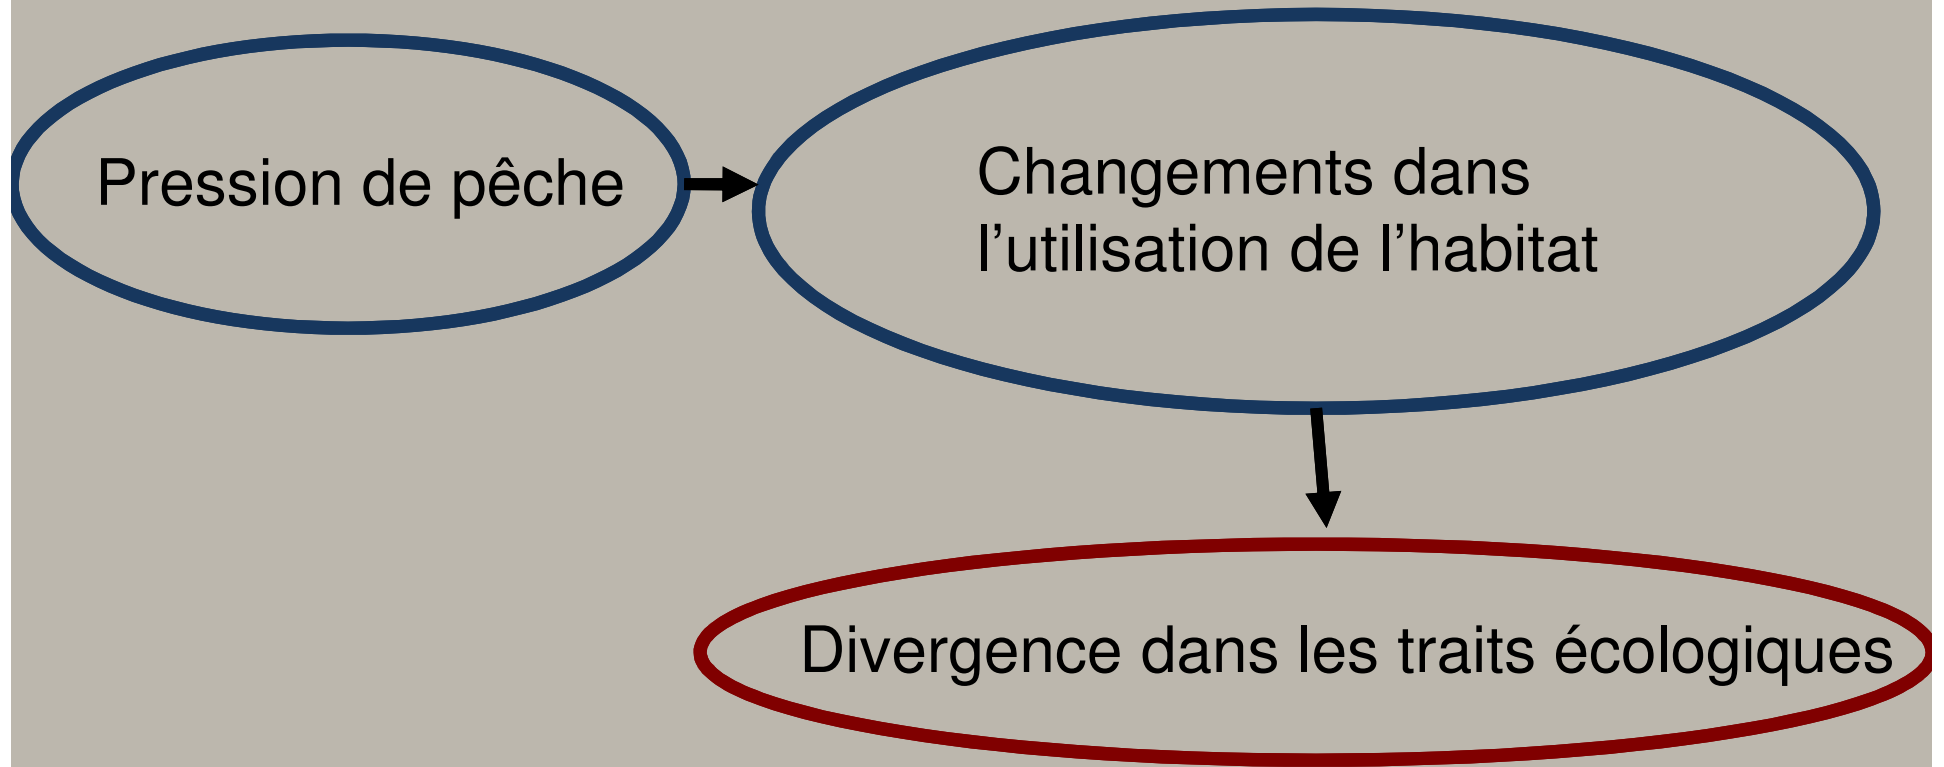 Pression de pêche
Changements dans
l’utilisation de l’habitat
Divergence dans les traits écologiques